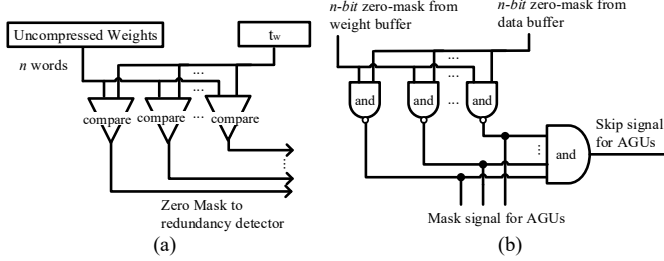 Uncompressed Weights
t_w
n words
...
...
compare
compare
...
compare
...
Zero Mask to
redundancy detector
(a)
n-bit zero-mask from
weight buffer
n-bit zero-mask from
data buffer
...
...
and
and
...
and
...
and
Skip signal
for AGUs
Mask signal for AGUs
(b)